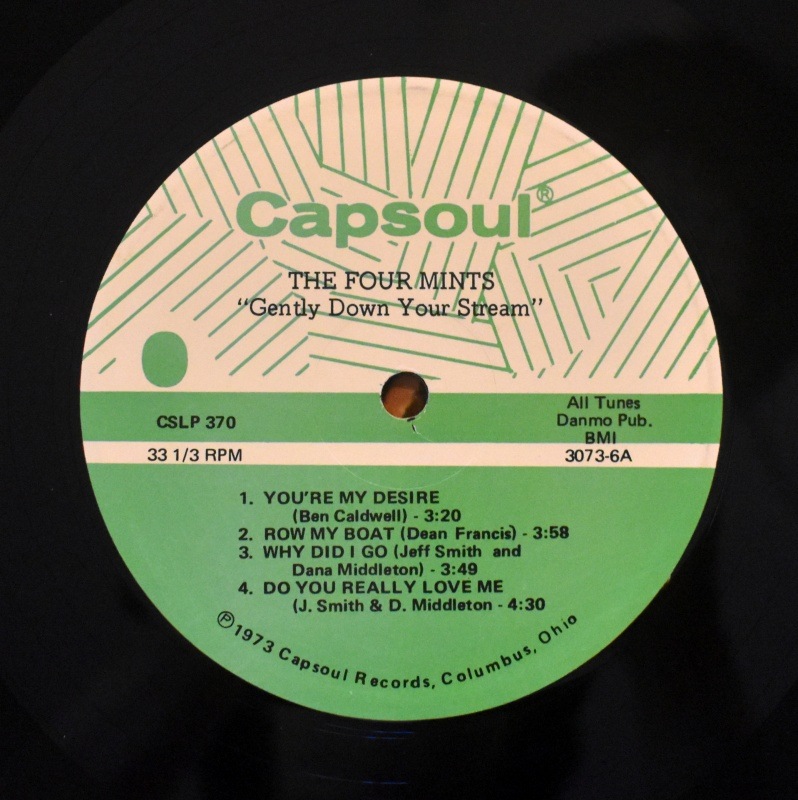 Capsoul®
THE FOUR MINTS
“Gently Down Your Stream”
CSLP 370
33 1/3 RPM
All Tunes
Danmo Pub.
BMI
3073-6A
1. YOU'RE MY DESIRE
(Ben Caldwell) - 3:20
2. ROW MY BOAT (Dean Francis) - 3:58
3. WHY DID I GO (Jeff Smith and
Dana Middleton) - 3:49
4. DO YOU REALLY LOVE ME
(J. Smith & D. Middleton - 4:30
℗1973 Capsoul Records, Columbus, Ohio